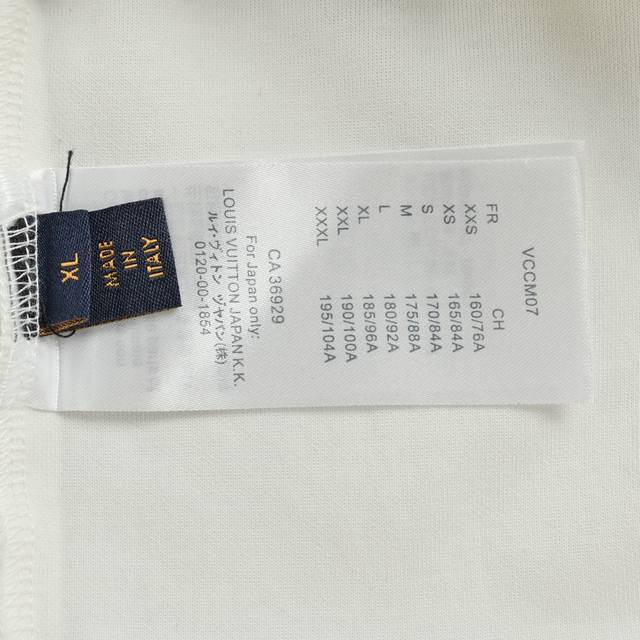 VCCM07
FR CH
XXS 160/76A
XS 165/84A
S 170/84A
M 175/88A
L 180/92A
XL 185/96A
XXL 190/100A
XXXL 195/104A
CA 36929
For Japan only:
LOUIS VUITTON JAPAN K.K.
ルイ・ヴィトン ジャパン(株)
0120-00-1854
XL
MADE
IN
ITALY